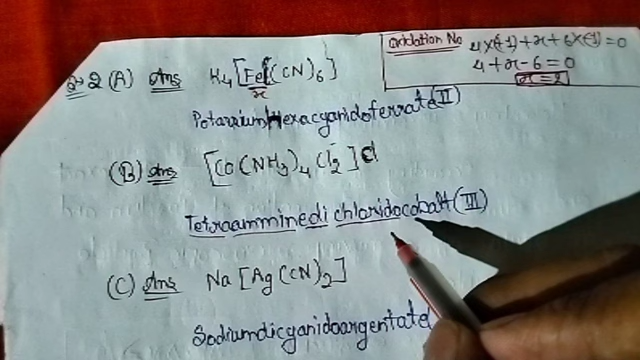 Oxidation No 4×(+1)+x+6×(-1)=0
4+x-6=0
x=2
Q.2 (A) Ans K4[Fe(CN)6]
x
Potassium Hexacyanidoferrate(II)
(B) Ans [Co(NH3)4Cl2]Cl
Tetraamminedichloridocobalt(III)
(C) Ans Na[Ag(CN)2]
Sodiumdicyanidoargentate